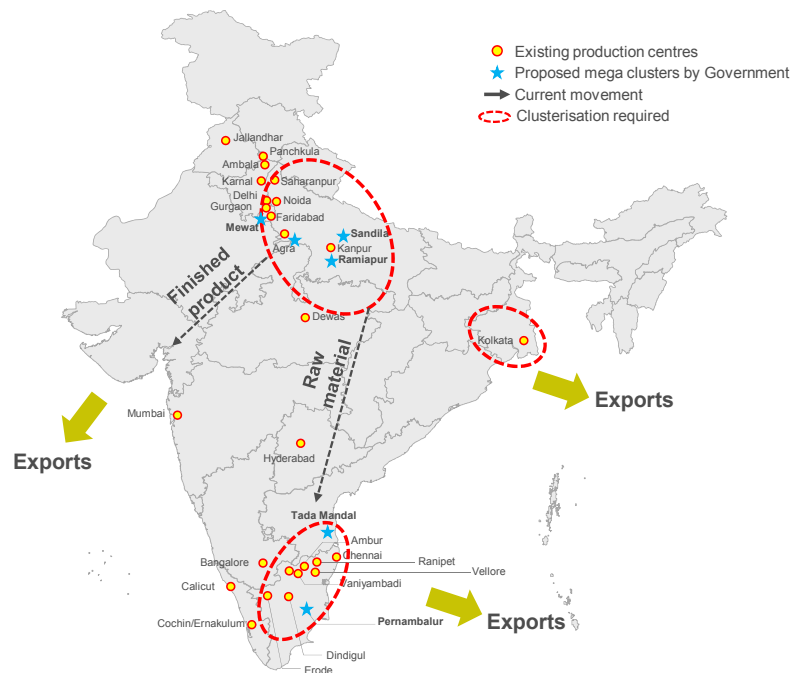 Existing production centres
Proposed mega clusters by Government
Current movement
Clusterisation required
Jallandhar
Panchkula
Ambala
Karnal
Saharanpur
Delhi
Noida
Gurgaon
Faridabad
Mewat
Sandila
Agra
Kanpur
Ramiapur
Finished
product
Dewas
Kolkata
Raw
material
Exports
Mumbai
Exports
Hyderabad
Tada Mandal
Ambur
Chennai
Bangalore
Ranipet
Vellore
Vaniyambadi
Calicut
Cochin/Ernakulum
Pernambalur
Exports
Dindigul
Erode